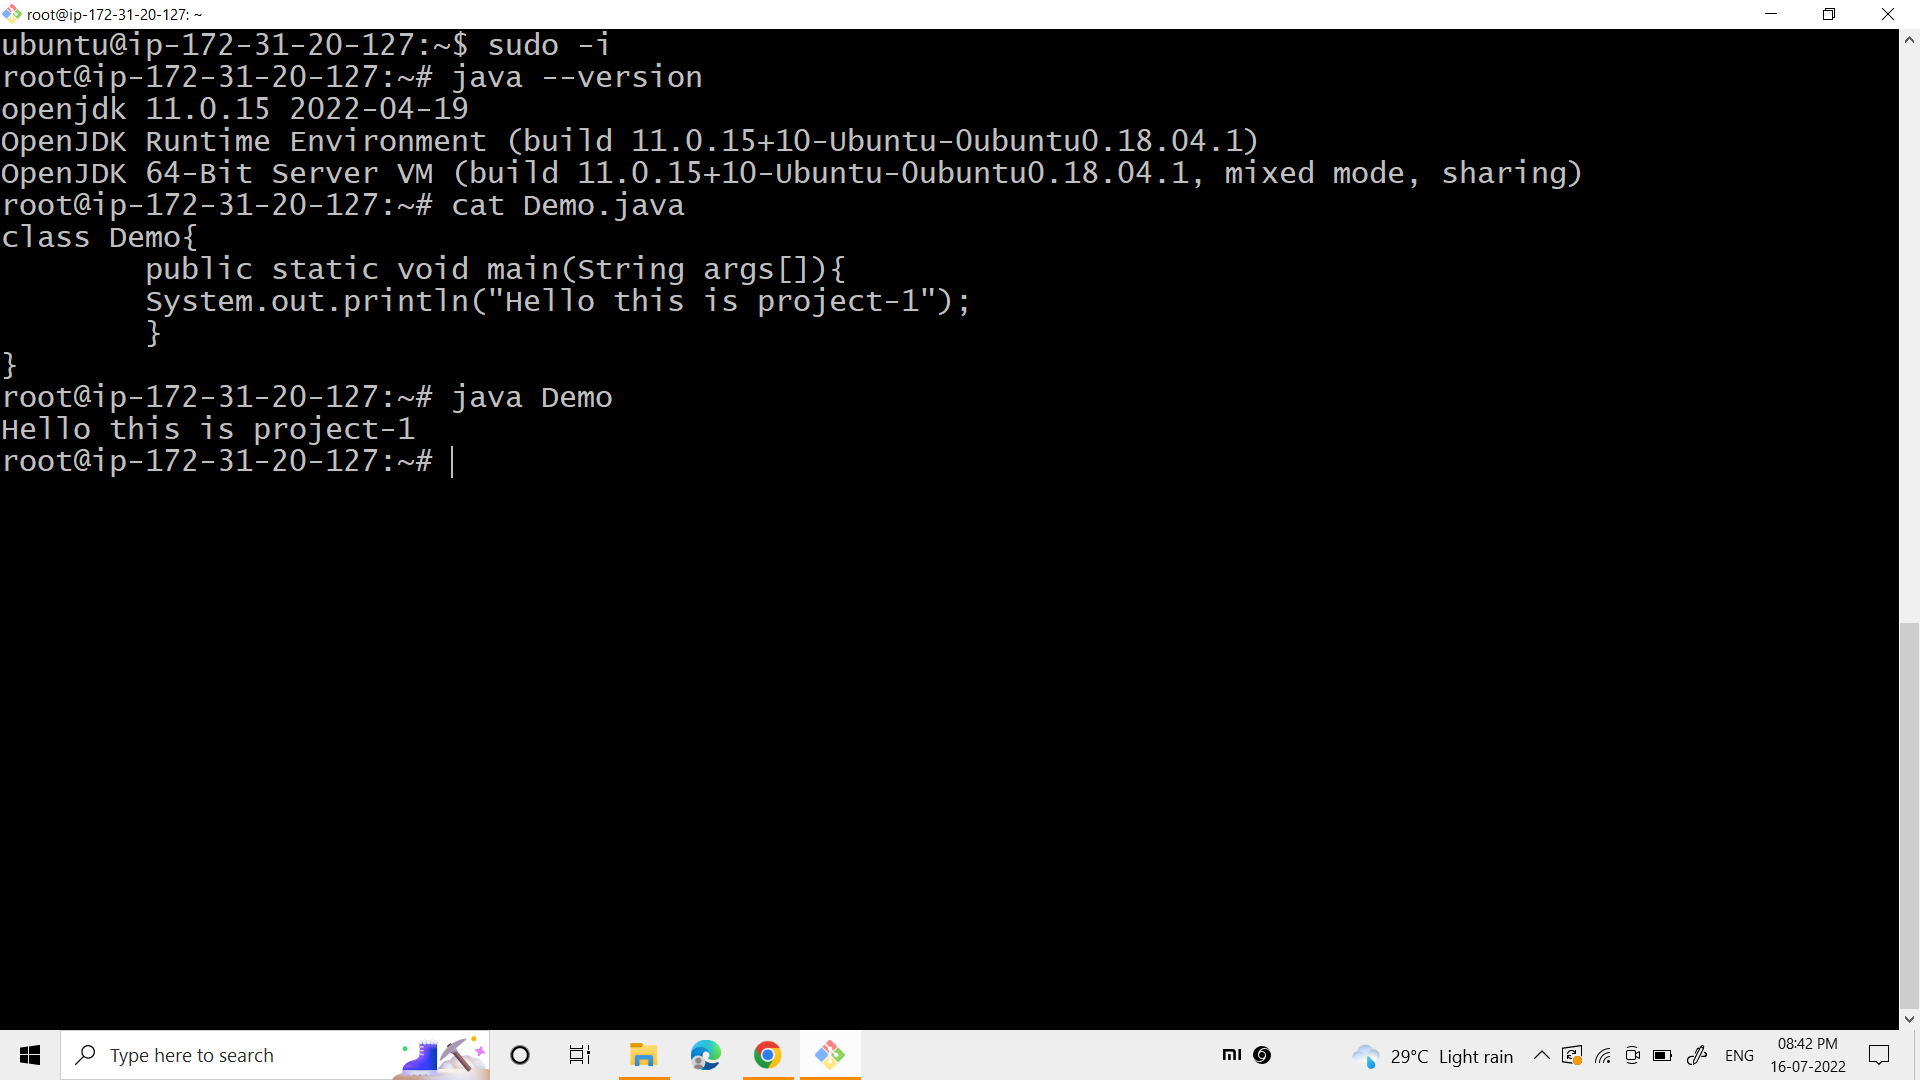 root@ip-172-31-20-127: ~
ubuntu@ip-172-31-20-127:~$ sudo -i
root@ip-172-31-20-127:~# java --version
openjdk 11.0.15 2022-04-19
OpenJDK Runtime Environment (build 11.0.15+10-Ubuntu-0ubuntu0.18.04.1)
OpenJDK 64-Bit Server VM (build 11.0.15+10-Ubuntu-0ubuntu0.18.04.1, mixed mode, sharing)
root@ip-172-31-20-127:~# cat Demo.java
class Demo{
        public static void main(String args[]){
        System.out.println("Hello this is project-1");
        }
}
root@ip-172-31-20-127:~# java Demo
Hello this is project-1
root@ip-172-31-20-127:~#
Type here to search
mi
29°C Light rain
ENG
08:42 PM
16-07-2022